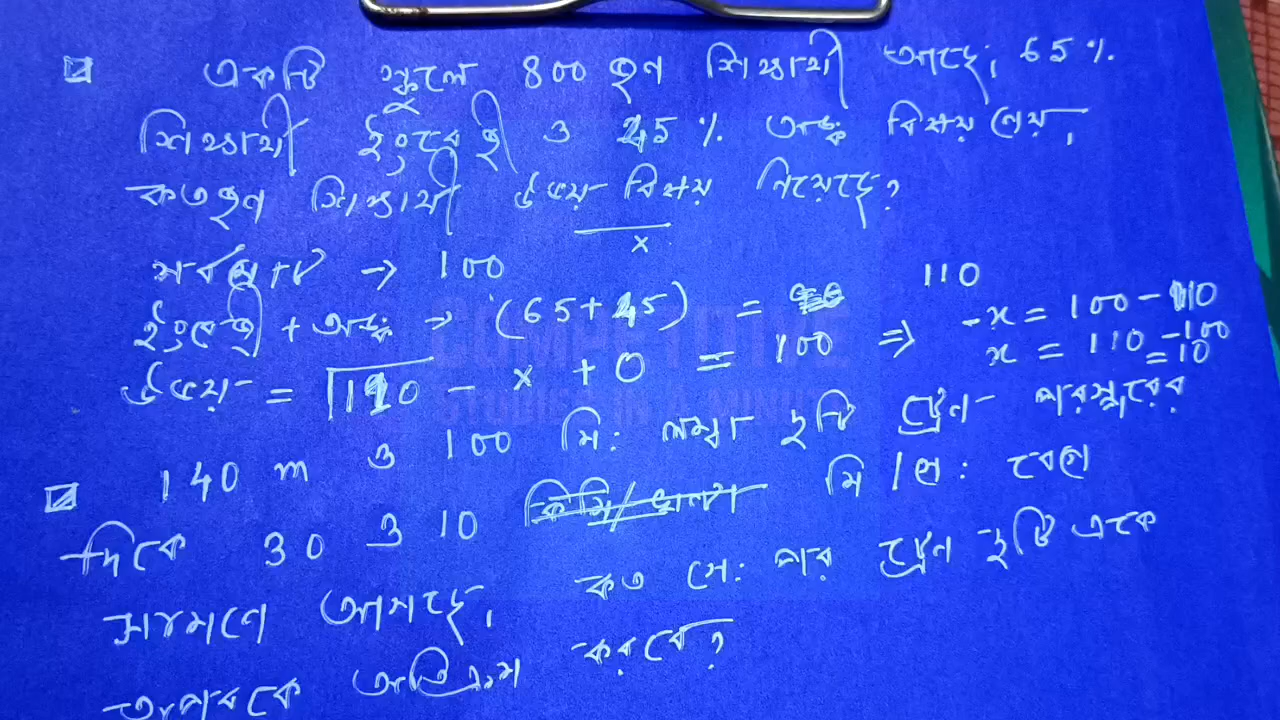 একটি স্কুলে 800 জন শিক্ষার্থী আছে, 65%
শিক্ষার্থী ইংরেজী ও 45% অঙ্ক বিষয় নেয়,
কতজন শিক্ষার্থী উভয় বিষয় নিয়েছে?
x
সর্বমোট → 100
ইংরেজী + অঙ্ক → (65+45) = 110
উভয় = 110 - x + 0 = 100 ⇒ -x = 100 - 110
x = 110 - 100
= 10
140 m ও 100 মি: লম্বা দুটি ট্রেন পরস্পরের
দিকে 30 ও 10 কিমি/ঘন্টা মি/সে: বেগে
আসছে, কত সে: পর ট্রেন দুটি একে
অপরকে অতিক্রম করবে?
COMPETITIVE